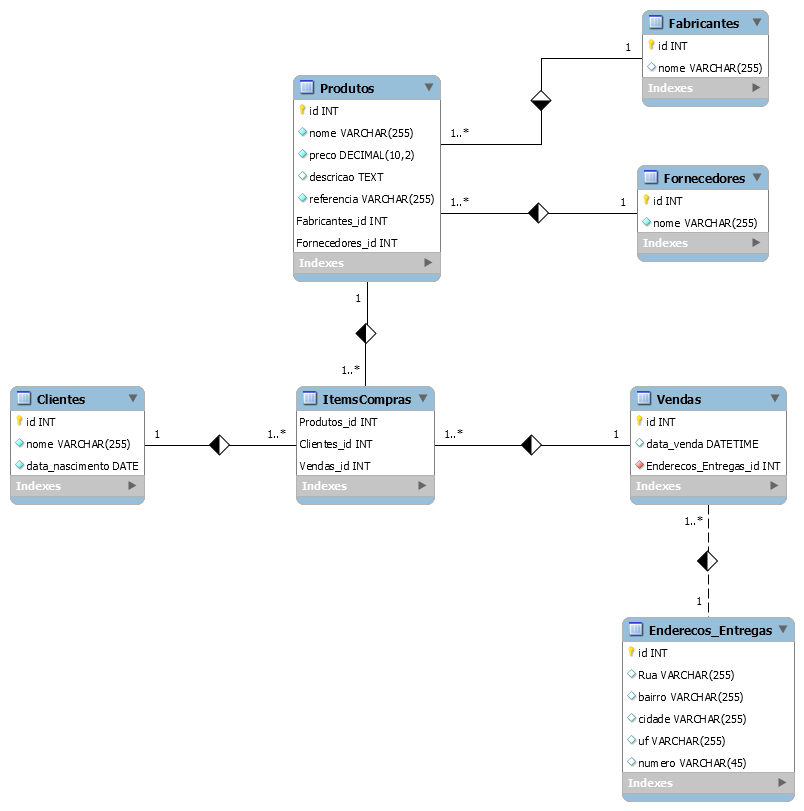 Fabricantes
id INT
nome VARCHAR(255)
Indexes
1
1..*
Produtos
id INT
nome VARCHAR(255)
preco DECIMAL(10,2)
descricao TEXT
referencia VARCHAR(255)
Fabricantes_id INT
Fornecedores_id INT
Indexes
1..*
1
Fornecedores
id INT
nome VARCHAR(255)
Indexes
1
1..*
Clientes
id INT
nome VARCHAR(255)
data_nascimento DATE
Indexes
1
1..*
ItemsCompras
Produtos_id INT
Clientes_id INT
Vendas_id INT
Indexes
1..*
1
Vendas
id INT
data_venda DATETIME
Enderecos_Entregas_id INT
Indexes
1..*
1
Enderecos_Entregas
id INT
Rua VARCHAR(255)
bairro VARCHAR(255)
cidade VARCHAR(255)
uf VARCHAR(255)
numero VARCHAR(45)
Indexes